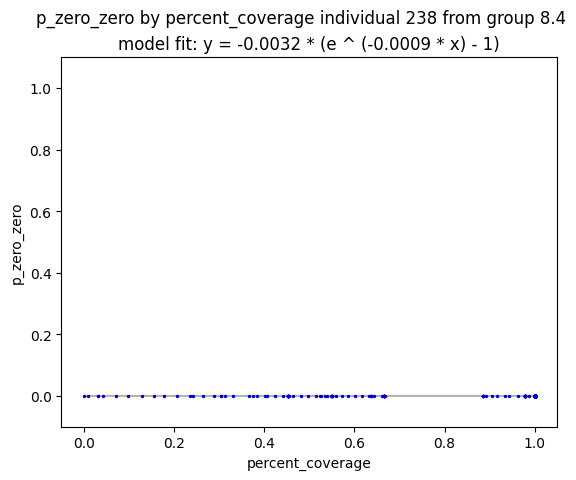 p_zero_zero by percent_coverage individual 238 from group 8.4
model fit: y = -0.0032 * (e ^ (-0.0009 * x) - 1)
1.0
0.8
0.6
0.4
0.2
0.0
p_zero_zero
0.0 0.2 0.4 0.6 0.8 1.0
percent_coverage